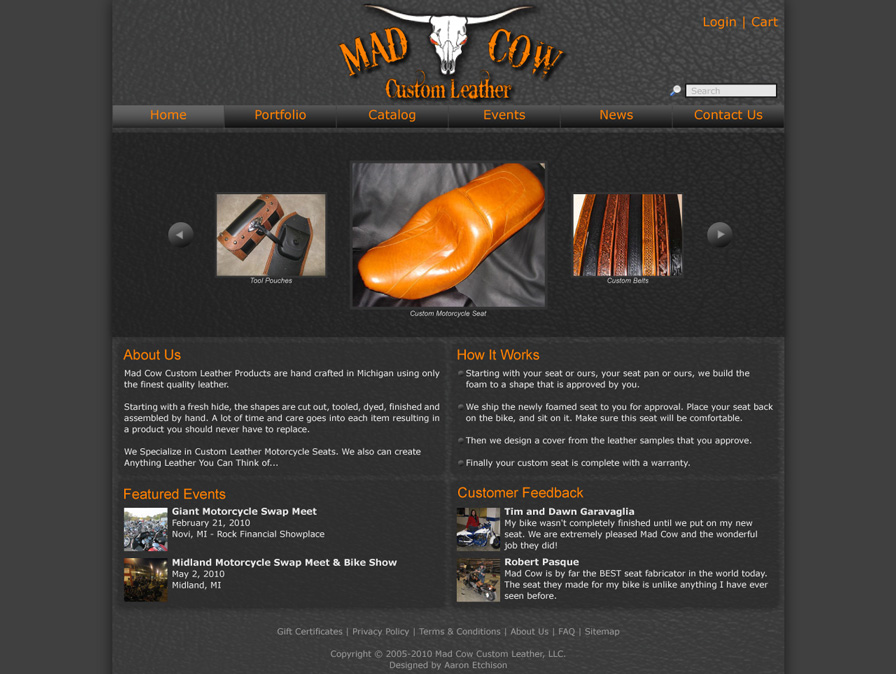 MAD COW
Custom Leather
Login | Cart
Search
Home
Portfolio
Catalog
Events
News
Contact Us
Tool Pouches
Custom Motorcycle Seat
Custom Belts
About Us
Mad Cow Custom Leather Products are hand crafted in Michigan using only
the finest quality leather.
Starting with a fresh hide, the shapes are cut out, tooled, dyed, finished and
assembled by hand. A lot of time and care goes into each item resulting in
a product you should never have to replace.
We Specialize in Custom Leather Motorcycle Seats. We also can create
Anything Leather You Can Think of...
How It Works
Starting with your seat or ours, your seat pan or ours, we build the
foam to a shape that is approved by you.
We ship the newly foamed seat to you for approval. Place your seat back
on the bike, and sit on it. Make sure this seat will be comfortable.
Then we design a cover from the leather samples that you approve.
Finally your custom seat is complete with a warranty.
Featured Events
Giant Motorcycle Swap Meet
February 21, 2010
Novi, MI - Rock Financial Showplace
Midland Motorcycle Swap Meet & Bike Show
May 2, 2010
Midland, MI
Customer Feedback
Tim and Dawn Garavaglia
My bike wasn't completely finished until we put on my new
seat. We are extremely pleased Mad Cow and the wonderful
job they did!
Robert Pasque
Mad Cow is by far the BEST seat fabricator in the world today.
The seat they made for my bike is unlike anything I have ever
seen before.
Gift Certificates | Privacy Policy | Terms & Conditions | About Us | FAQ | Sitemap
Copyright © 2005-2010 Mad Cow Custom Leather, LLC.
Designed by Aaron Etchison